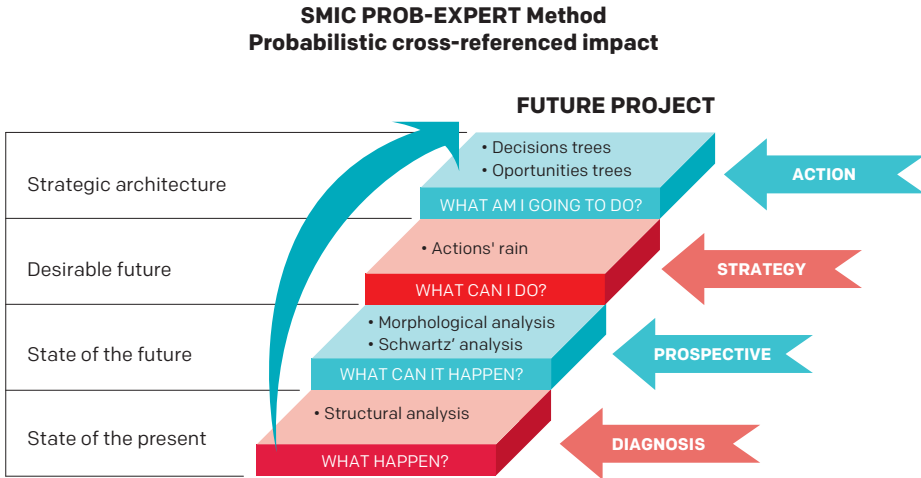 SMIC PROB-EXPERT Method
Probabilistic cross-referenced impact
FUTURE PROJECT
Strategic architecture
• Decisions trees
• Oportunities trees
WHAT AM I GOING TO DO?
ACTION
Desirable future
• Actions' rain
WHAT CAN I DO?
STRATEGY
State of the future
• Morphological analysis
• Schwartz’ analysis
WHAT CAN IT HAPPEN?
PROSPECTIVE
State of the present
• Structural analysis
WHAT HAPPEN?
DIAGNOSIS